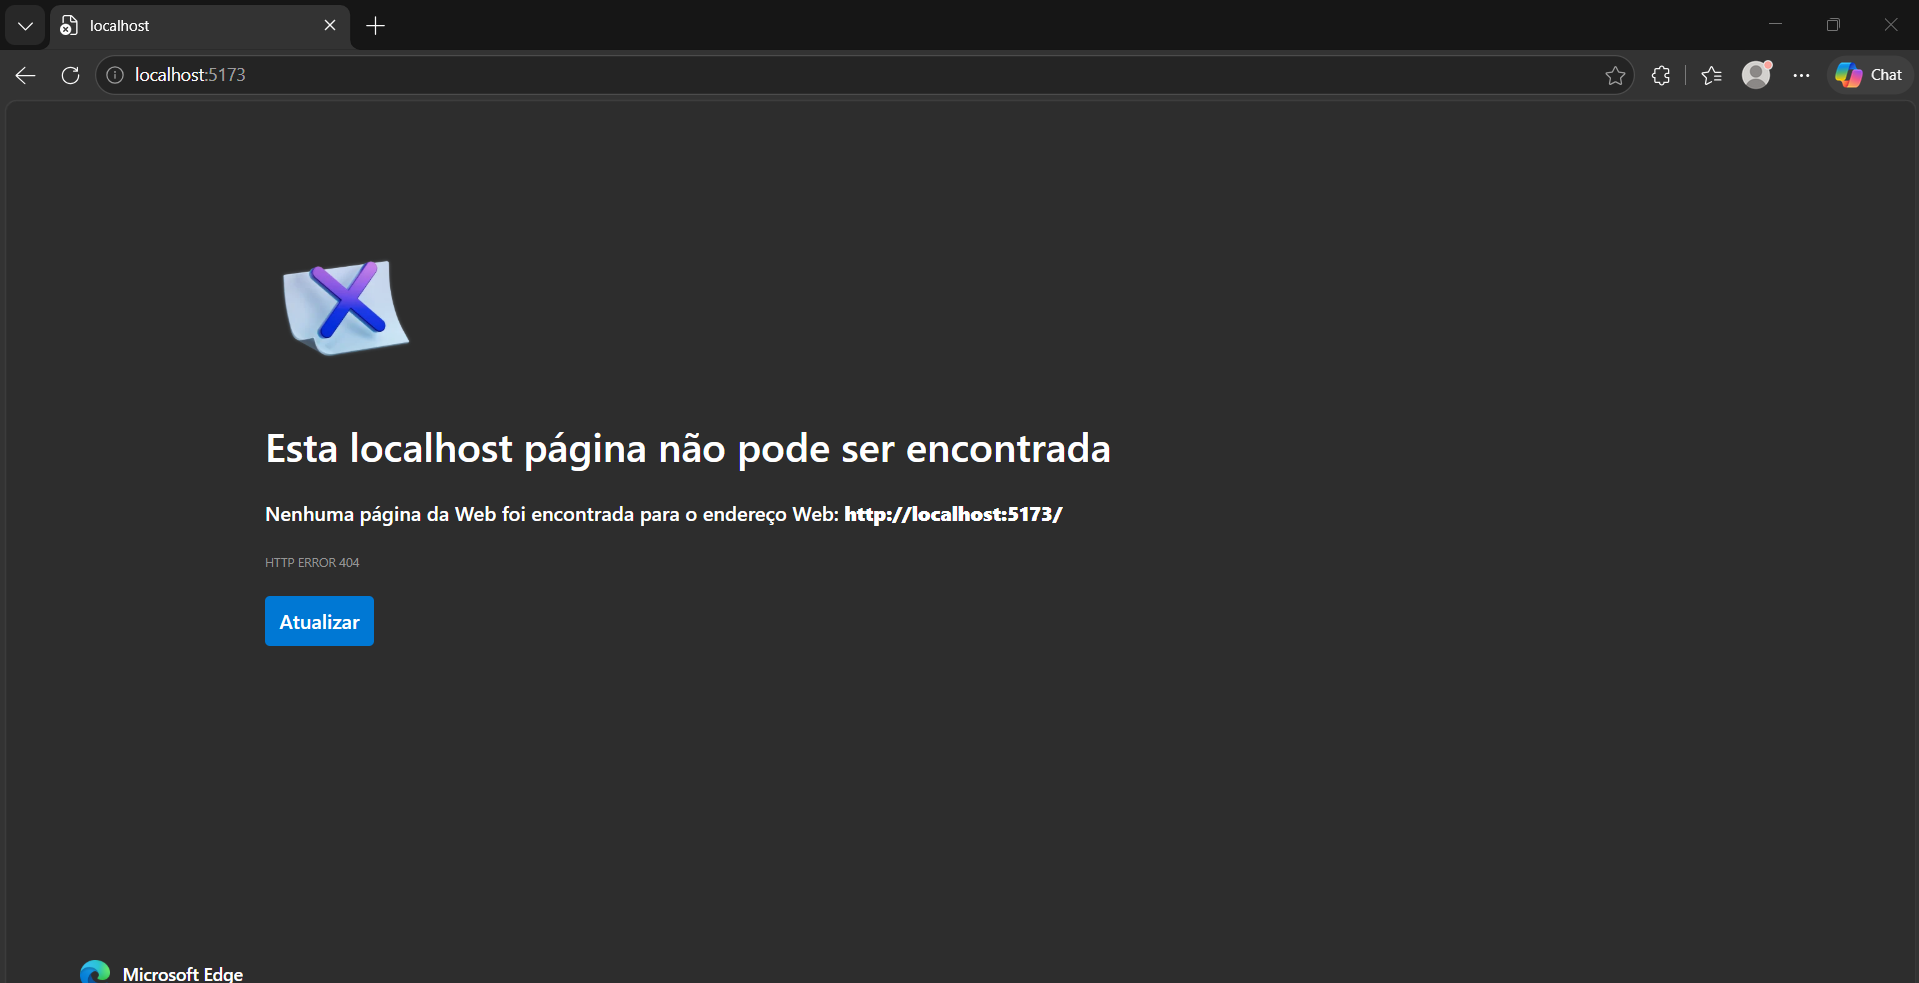 localhost
localhost:5173
Chat
Esta localhost página não pode ser encontrada
Nenhuma página da Web foi encontrada para o endereço Web: http://localhost:5173/
HTTP ERROR 404
Atualizar
Microsoft Edge